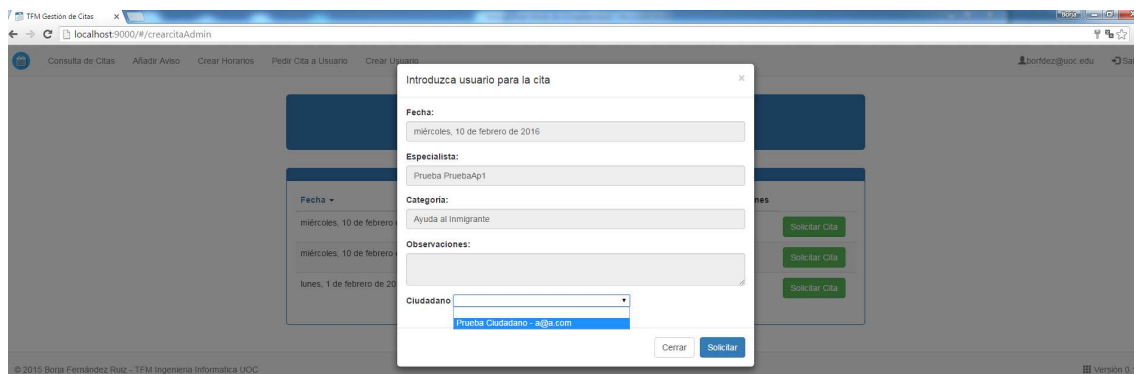 TFM Gestión de Citas
Borja
localhost:9000/#/crearcitaAdmin
Consulta de Citas Añadir Aviso Crear Horarios Pedir Cita a Usuario Crear Usuario
borfdez@uoc.edu
Introduzca usuario para la cita
Fecha:
miércoles, 10 de febrero de 2016
Especialista:
Prueba PruebaAp1
Categoría:
Ayuda al Inmigrante
Observaciones:
Ciudadano
Prueba Ciudadano - a@a.com
Cerrar Solicitar
Fecha
miércoles, 10 de febrero
Solicitar Cita
miércoles, 10 de febrero
Solicitar Cita
lunes, 1 de febrero de 20
Solicitar Cita
© 2015 Borja Fernández Ruiz - TFM Ingenieria Informatica UOC
Versión 0.